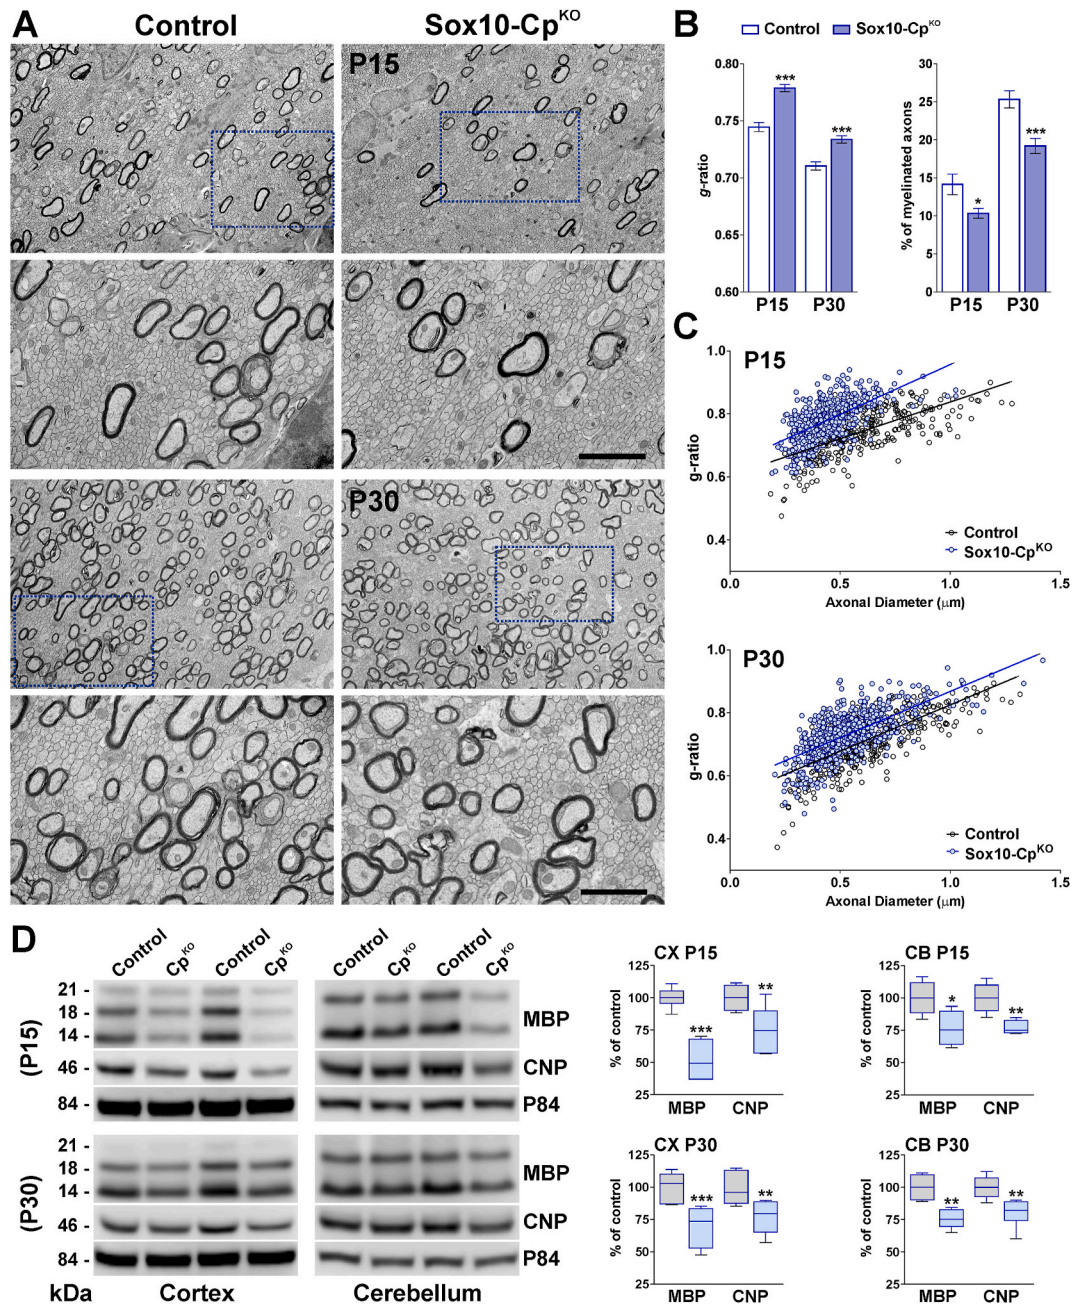 A
Control
Sox10-Cp^KO
P15
P30
B
Control
Sox10-Cp^KO
0.80
0.75
0.70
0.65
0.60
g-ratio
***
***
P15
P30
30
25
20
15
10
5
0
% of myelinated axons
*
***
P15
P30
C
P15
1.0
0.8
0.6
0.4
g-ratio
Control
Sox10-Cp^KO
0.0
0.5
1.0
1.5
Axonal Diameter (μm)
P30
1.0
0.8
0.6
0.4
g-ratio
Control
Sox10-Cp^KO
0.0
0.5
1.0
1.5
Axonal Diameter (μm)
D
Control
Cp^KO
Control
Cp^KO
Control
Cp^KO
Control
Cp^KO
(P15)
21 -
18 -
14 -
46 -
84 -
MBP
CNP
P84
(P30)
21 -
18 -
14 -
46 -
84 -
MBP
CNP
P84
kDa
Cortex
Cerebellum
CX P15
125
100
75
50
25
% of control
***
**
MBP
CNP
CB P15
125
100
75
50
25
% of control
*
**
MBP
CNP
CX P30
125
100
75
50
25
% of control
***
**
MBP
CNP
CB P30
125
100
75
50
25
% of control
**
**
MBP
CNP